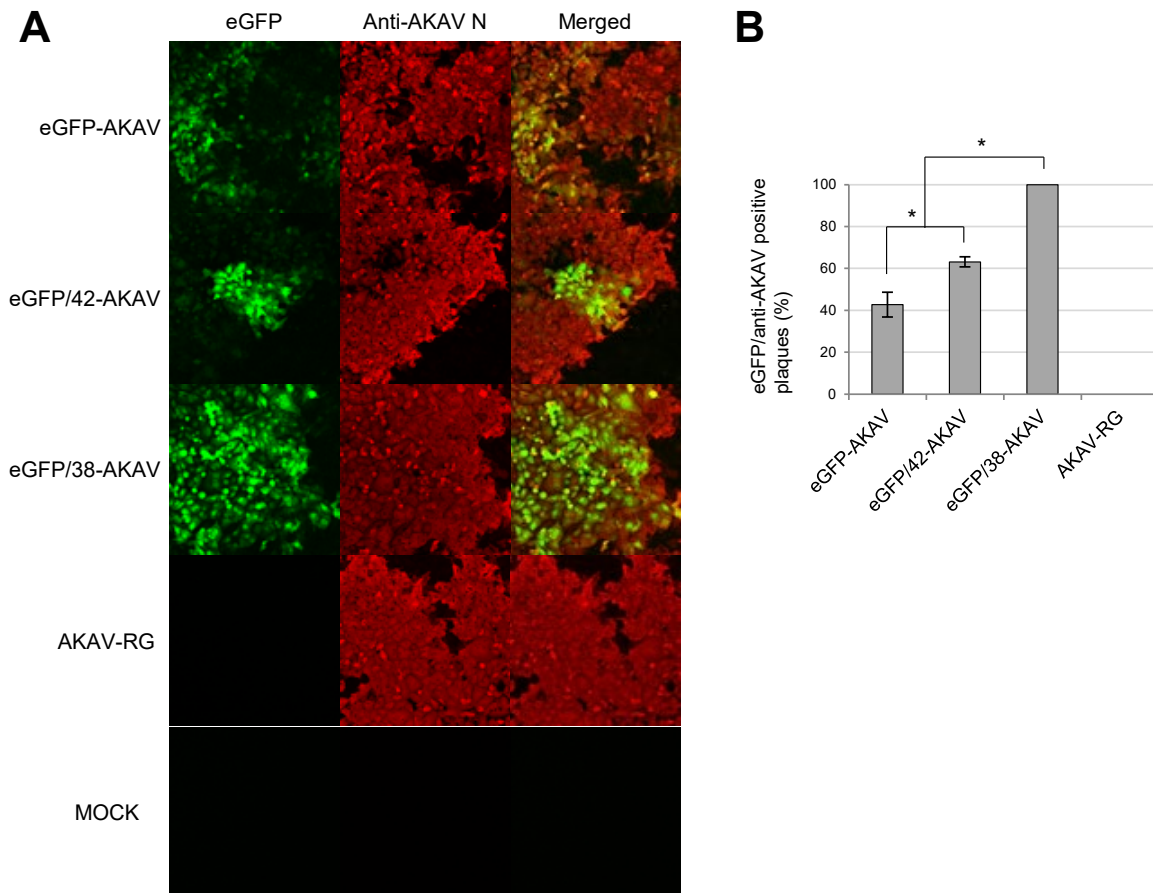 A
eGFP
Anti-AKAV N
Merged
eGFP-AKAV
eGFP/42-AKAV
eGFP/38-AKAV
AKAV-RG
MOCK
B
eGFP/anti-AKAV positive
plaques (%)
*
*
100
80
60
40
20
0
eGFP-AKAV
eGFP/42-AKAV
eGFP/38-AKAV
AKAV-RG